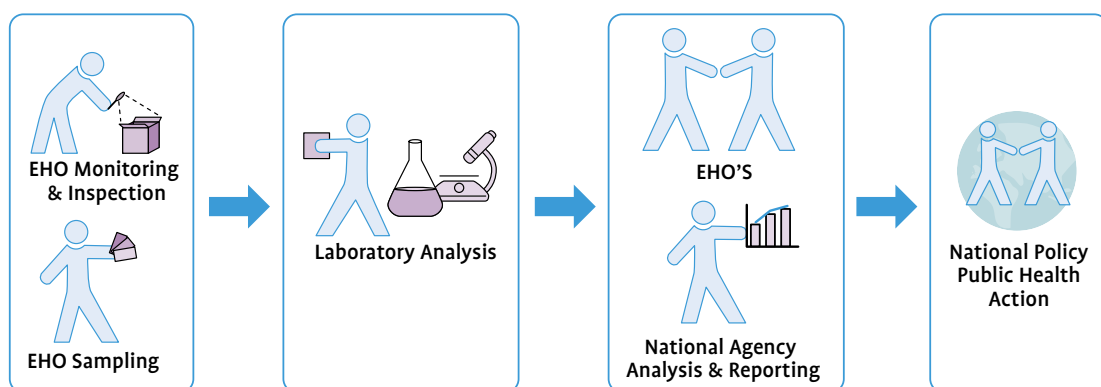 EHO Monitoring
& Inspection
EHO Sampling
Laboratory Analysis
EHO'S
National Agency
Analysis & Reporting
National Policy
Public Health
Action